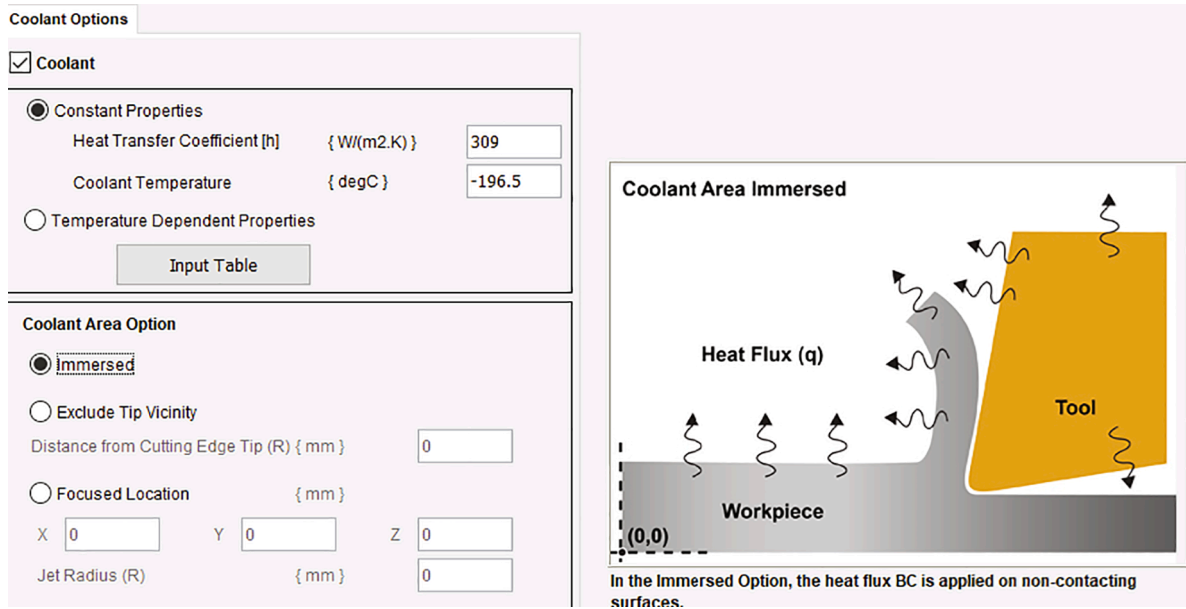 Coolant Options
Coolant
Constant Properties
Heat Transfer Coefficient [h] { W/(m2.K) } 309
Coolant Temperature { degC } -196.5
Temperature Dependent Properties
Input Table
Coolant Area Option
Immersed
Exclude Tip Vicinity
Distance from Cutting Edge Tip (R) { mm } 0
Focused Location { mm }
X 0 Y 0 Z 0
Jet Radius (R) { mm } 0
Coolant Area Immersed
Heat Flux (q)
Tool
Workpiece
(0,0)
In the Immersed Option, the heat flux BC is applied on non-contacting
surfaces.